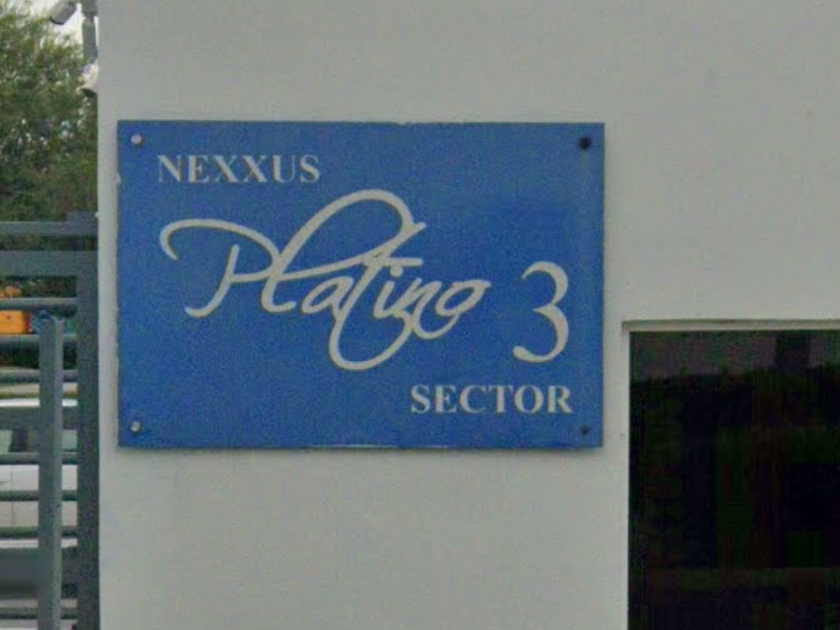 NEXXUS
Platino 3
SECTOR